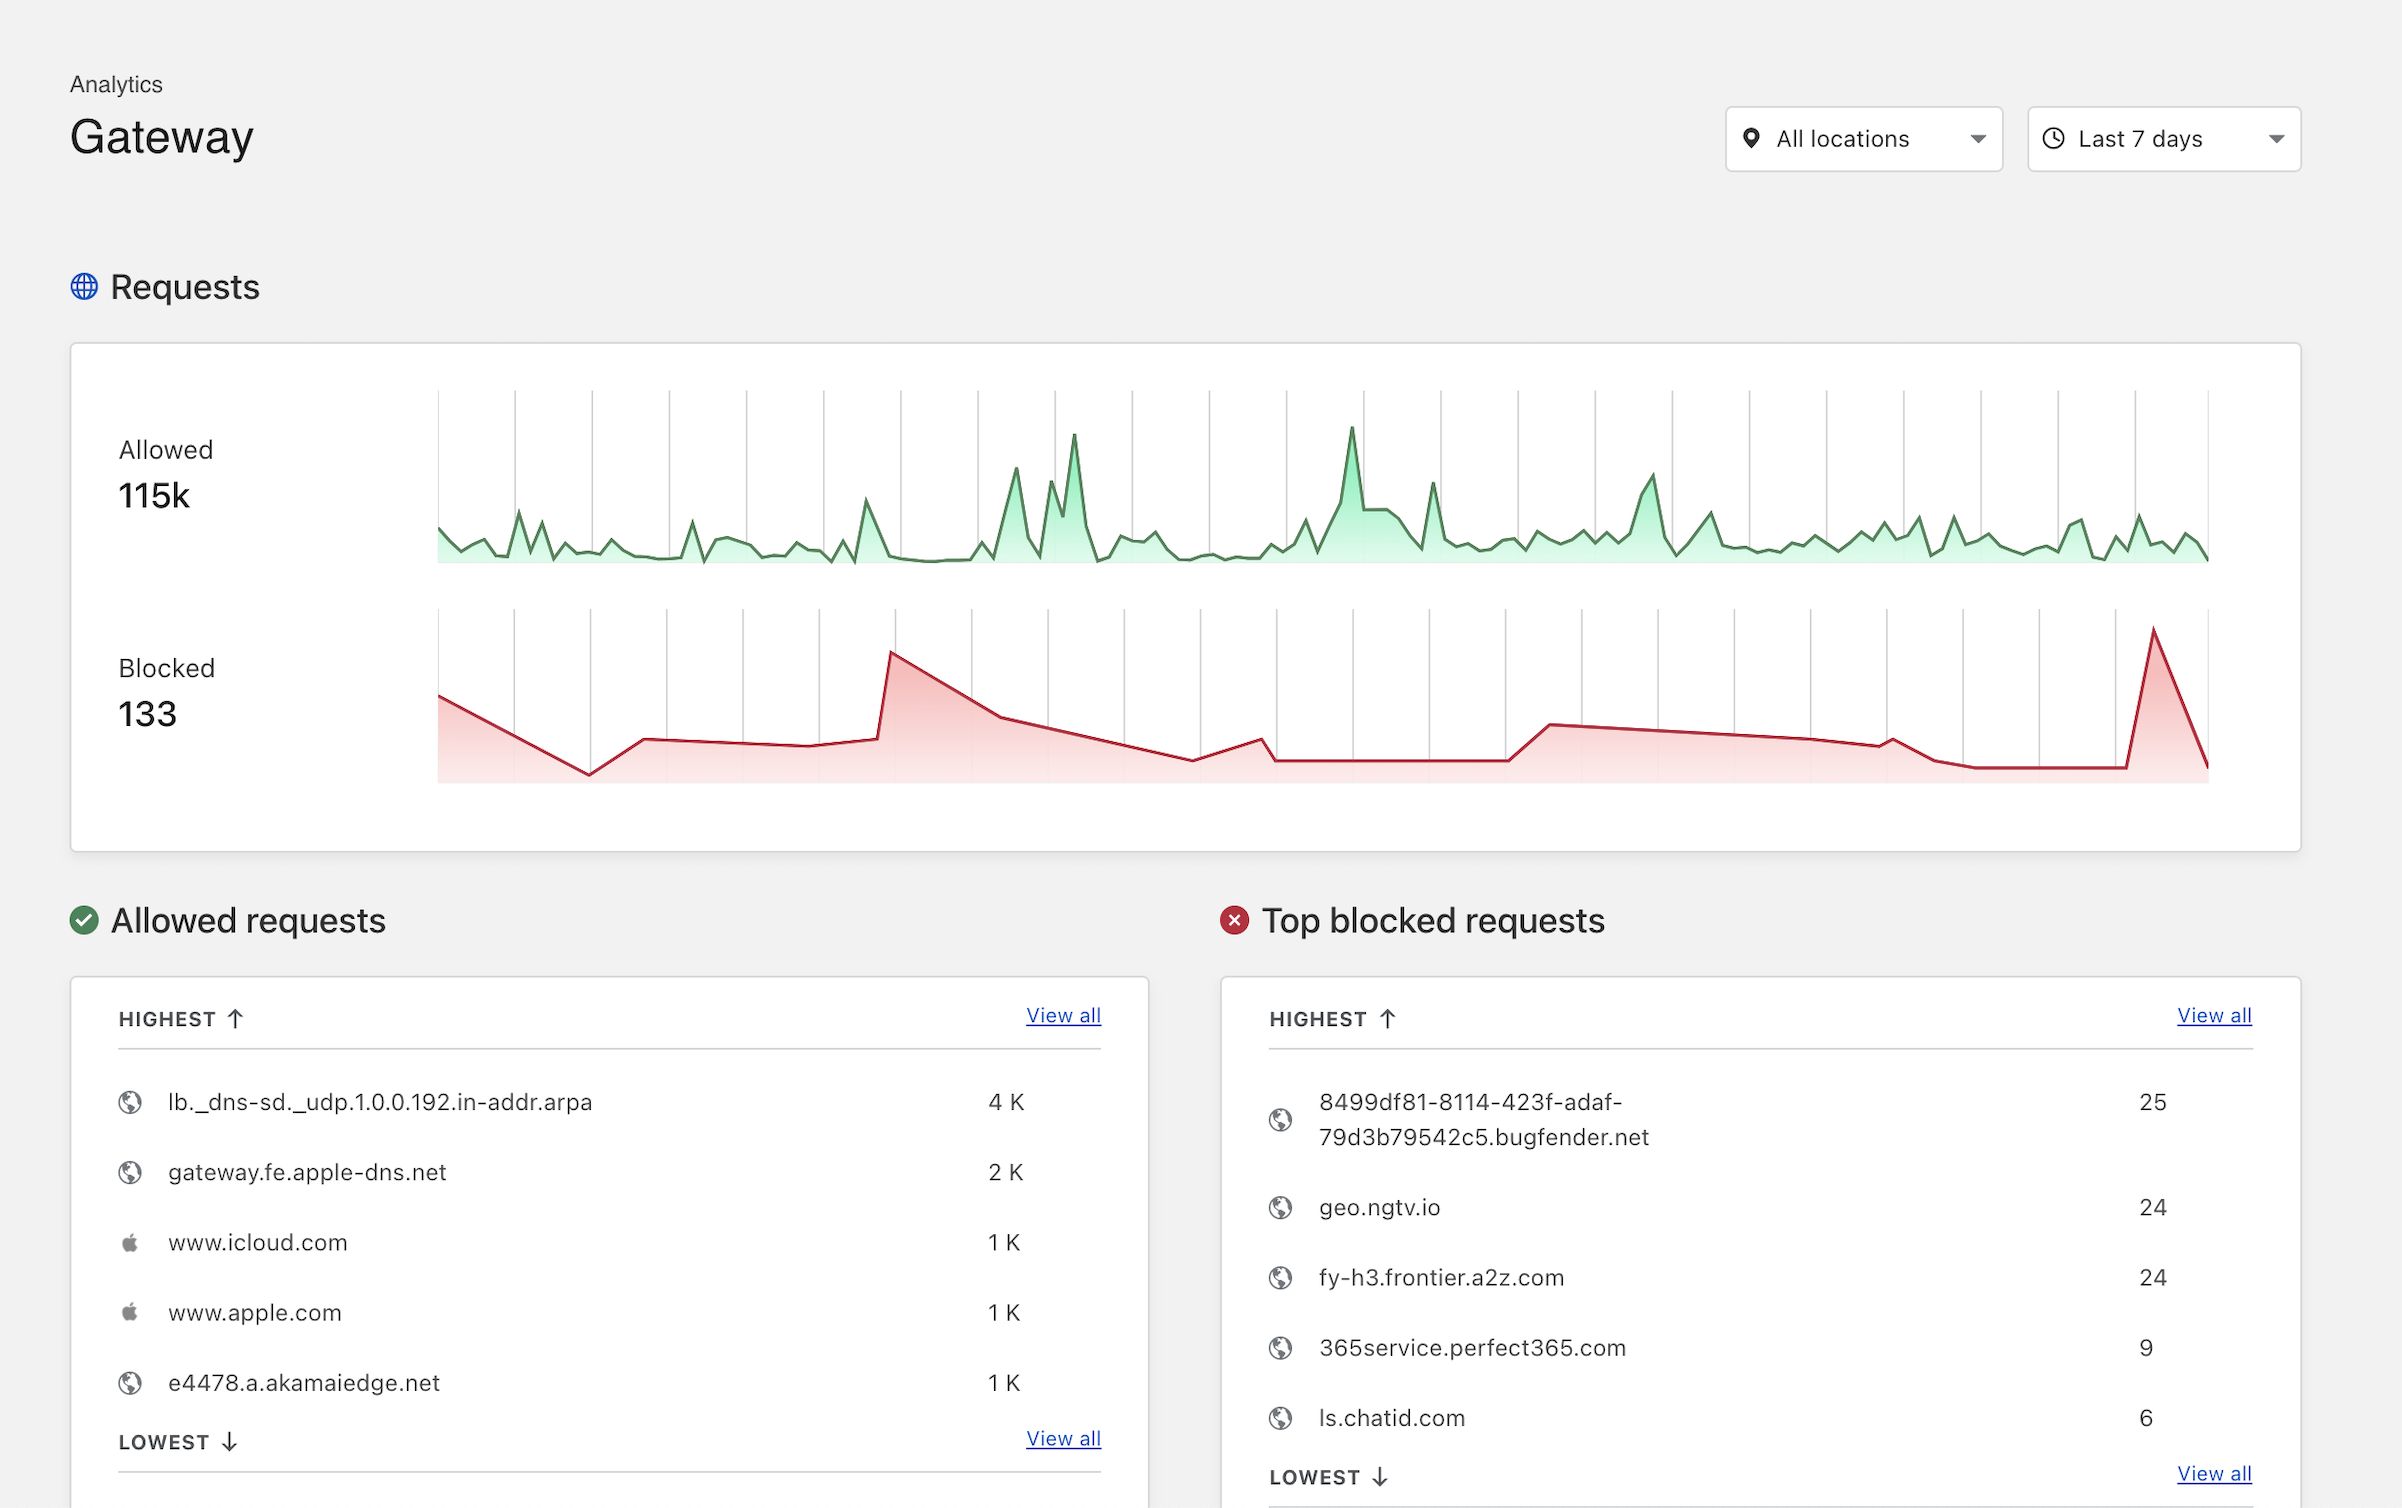 Analytics
Gateway
All locations
Last 7 days
Requests
Allowed
115k
Blocked
133
Allowed requests
HIGHEST ↑ View all
lb._dns-sd._udp.1.0.0.192.in-addr.arpa 4 K
gateway.fe.apple-dns.net 2 K
www.icloud.com 1 K
www.apple.com 1 K
e4478.a.akamaiedge.net 1 K
LOWEST ↓ View all
Top blocked requests
HIGHEST ↑ View all
8499df81-8114-423f-adaf- 25
79d3b79542c5.bugfender.net
geo.ngtv.io 24
fy-h3.frontier.a2z.com 24
365service.perfect365.com 9
ls.chatid.com 6
LOWEST ↓ View all